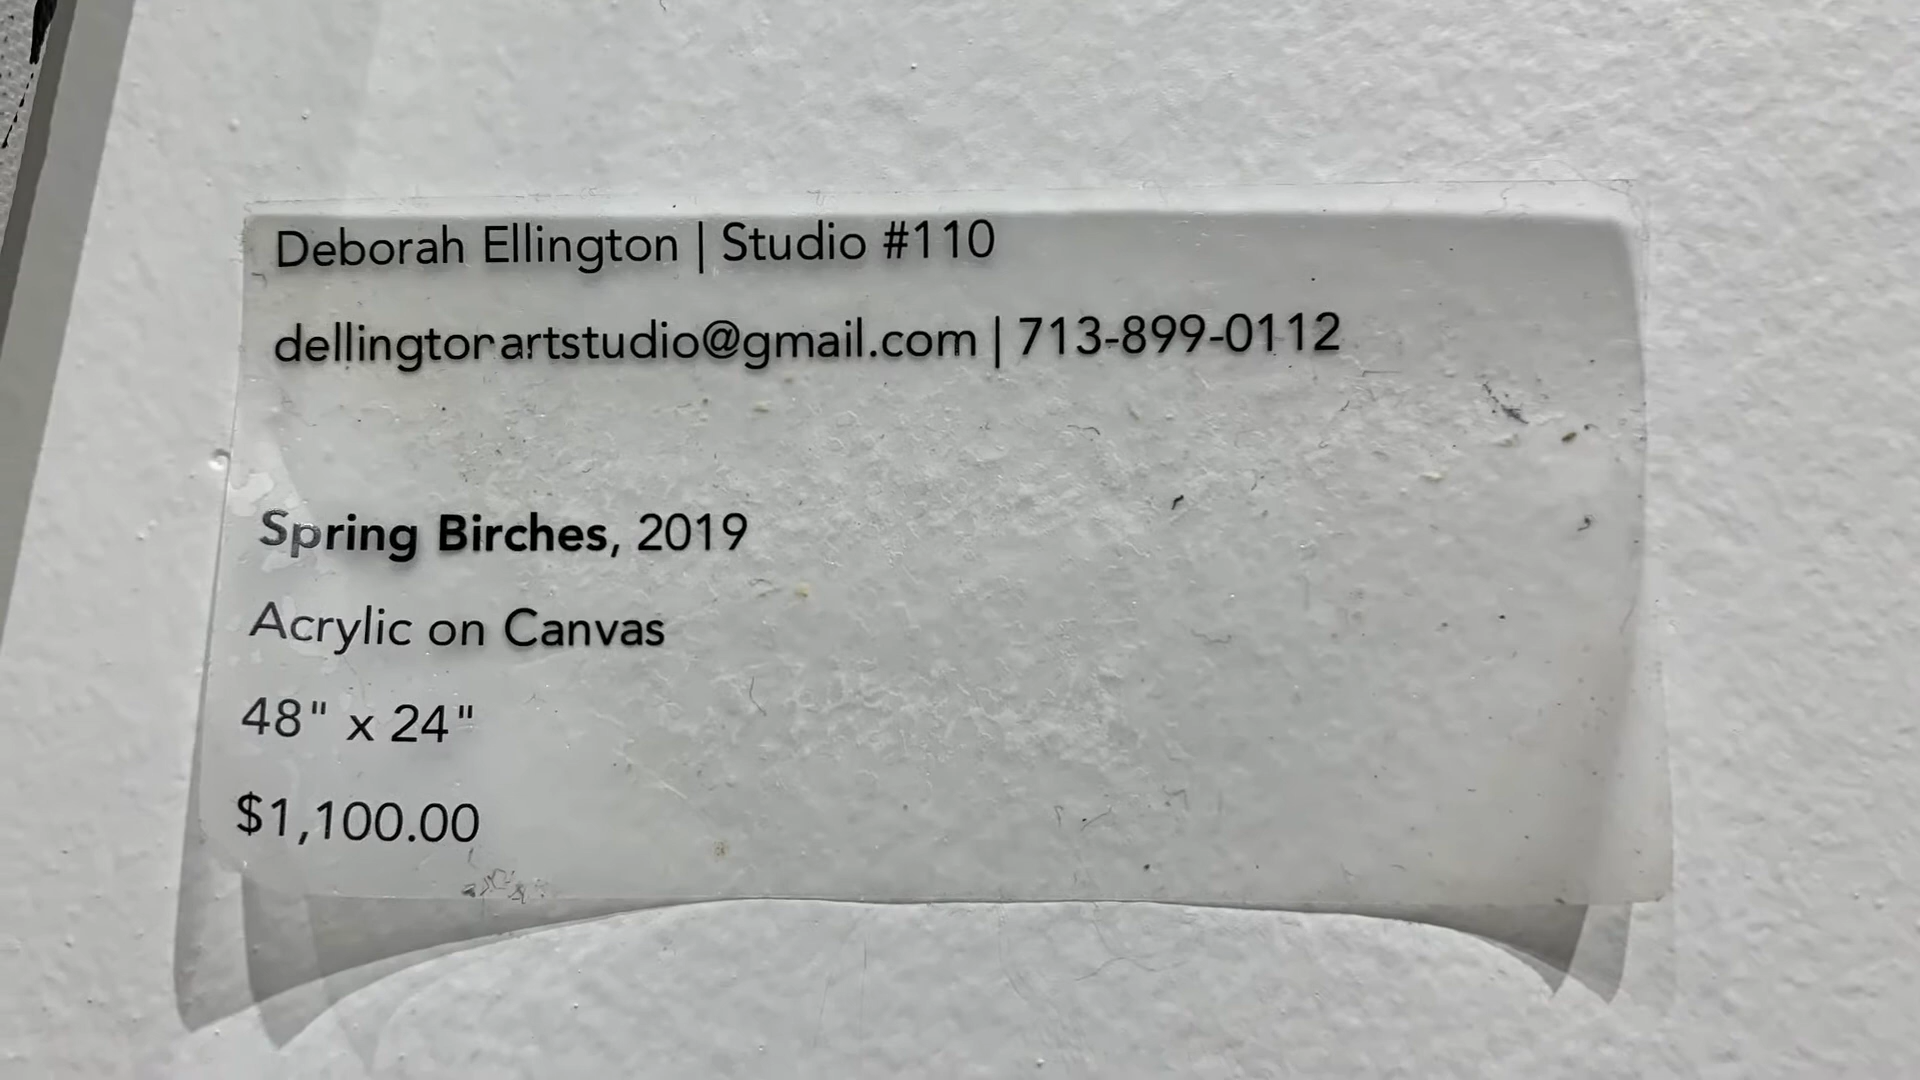 Deborah Ellington | Studio #110
dellingtonartstudio@gmail.com | 713-899-0112
Spring Birches, 2019
Acrylic on Canvas
48" x 24"
$1,100.00